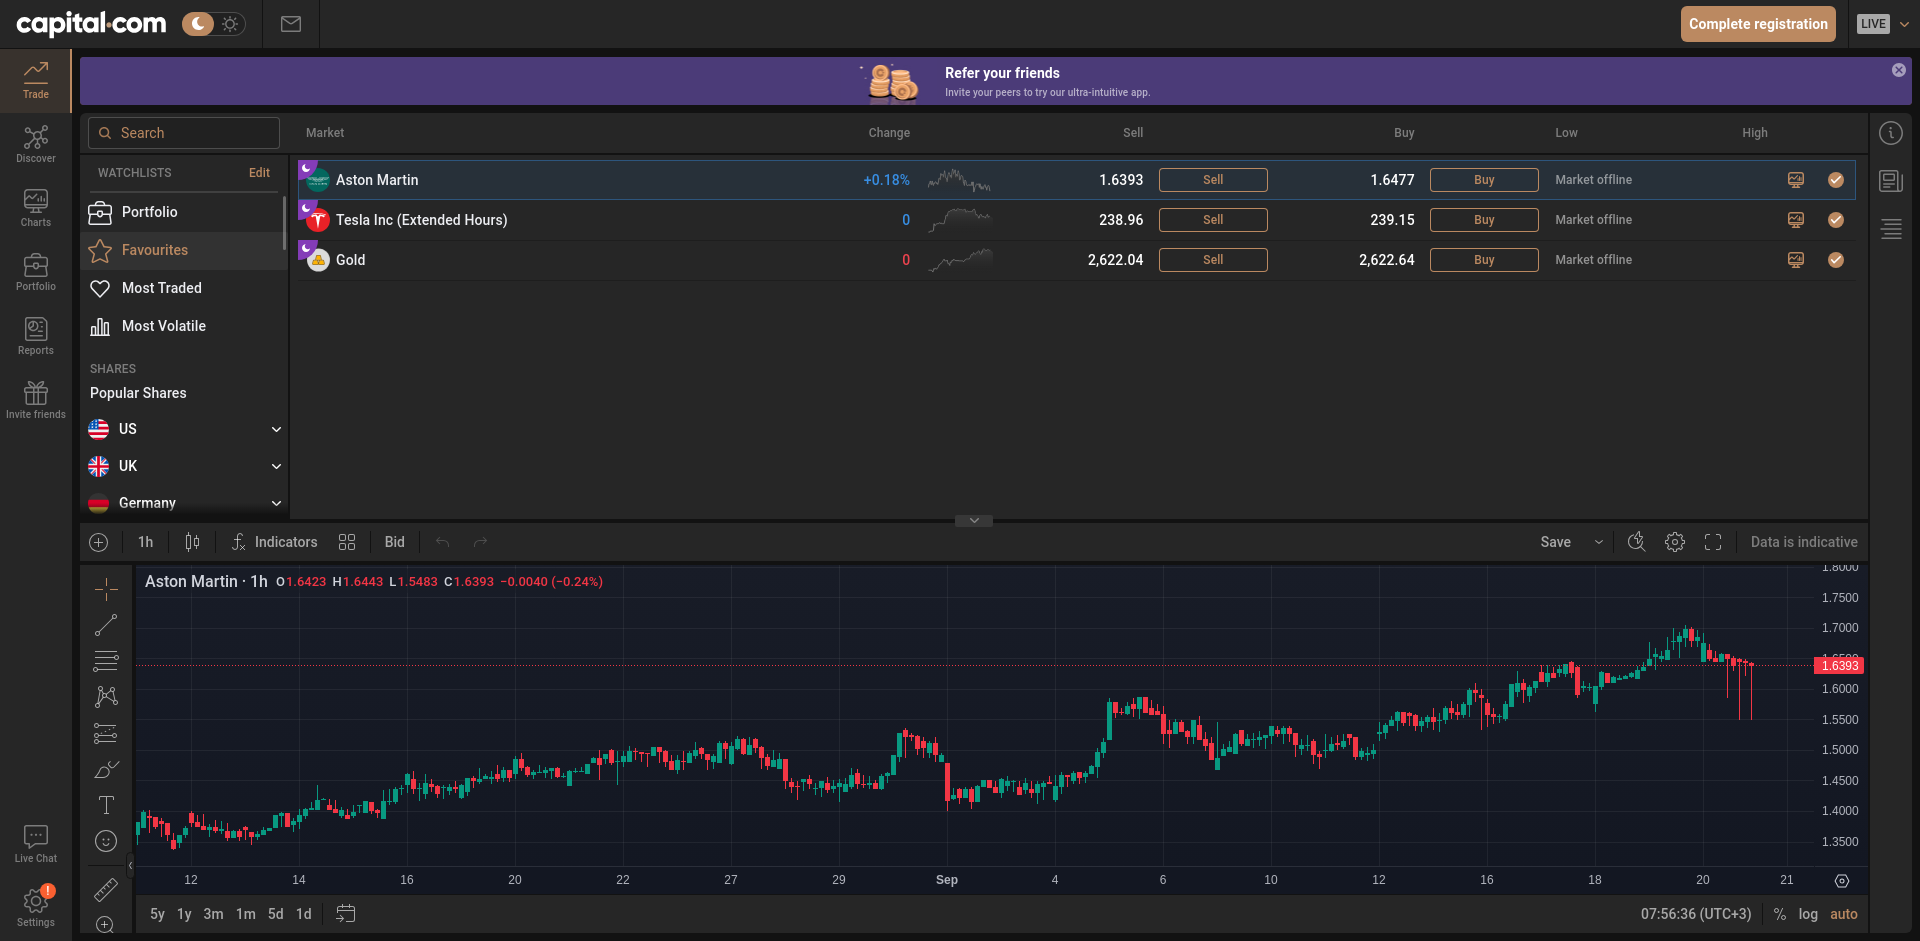 capital.com
Complete registration
LIVE
Trade
Discover
Charts
Portfolio
Reports
Invite friends
Live Chat
!
Settings
Refer your friends
Invite your peers to try our ultra-intuitive app.
Search
WATCHLISTS
Edit
Portfolio
Favourites
Most Traded
Most Volatile
SHARES
Popular Shares
US
UK
Germany
Market Change Sell Buy Low High
Aston Martin +0.18% 1.6393 Sell 1.6477 Buy Market offline
Tesla Inc (Extended Hours) 0 238.96 Sell 239.15 Buy Market offline
Gold 0 2,622.04 Sell 2,622.64 Buy Market offline
1h Indicators Bid Save Data is indicative
Aston Martin · 1h O1.6423 H1.6443 L1.5483 C1.6393 −0.0040 (−0.24%)
1.8000
1.7500
1.7000
1.6393
1.6000
1.5500
1.5000
1.4500
1.4000
1.3500
12 14 16 20 22 27 29 Sep 4 6 10 12 16 18 20 21
5y 1y 3m 1m 5d 1d 07:56:36 (UTC+3) % log auto